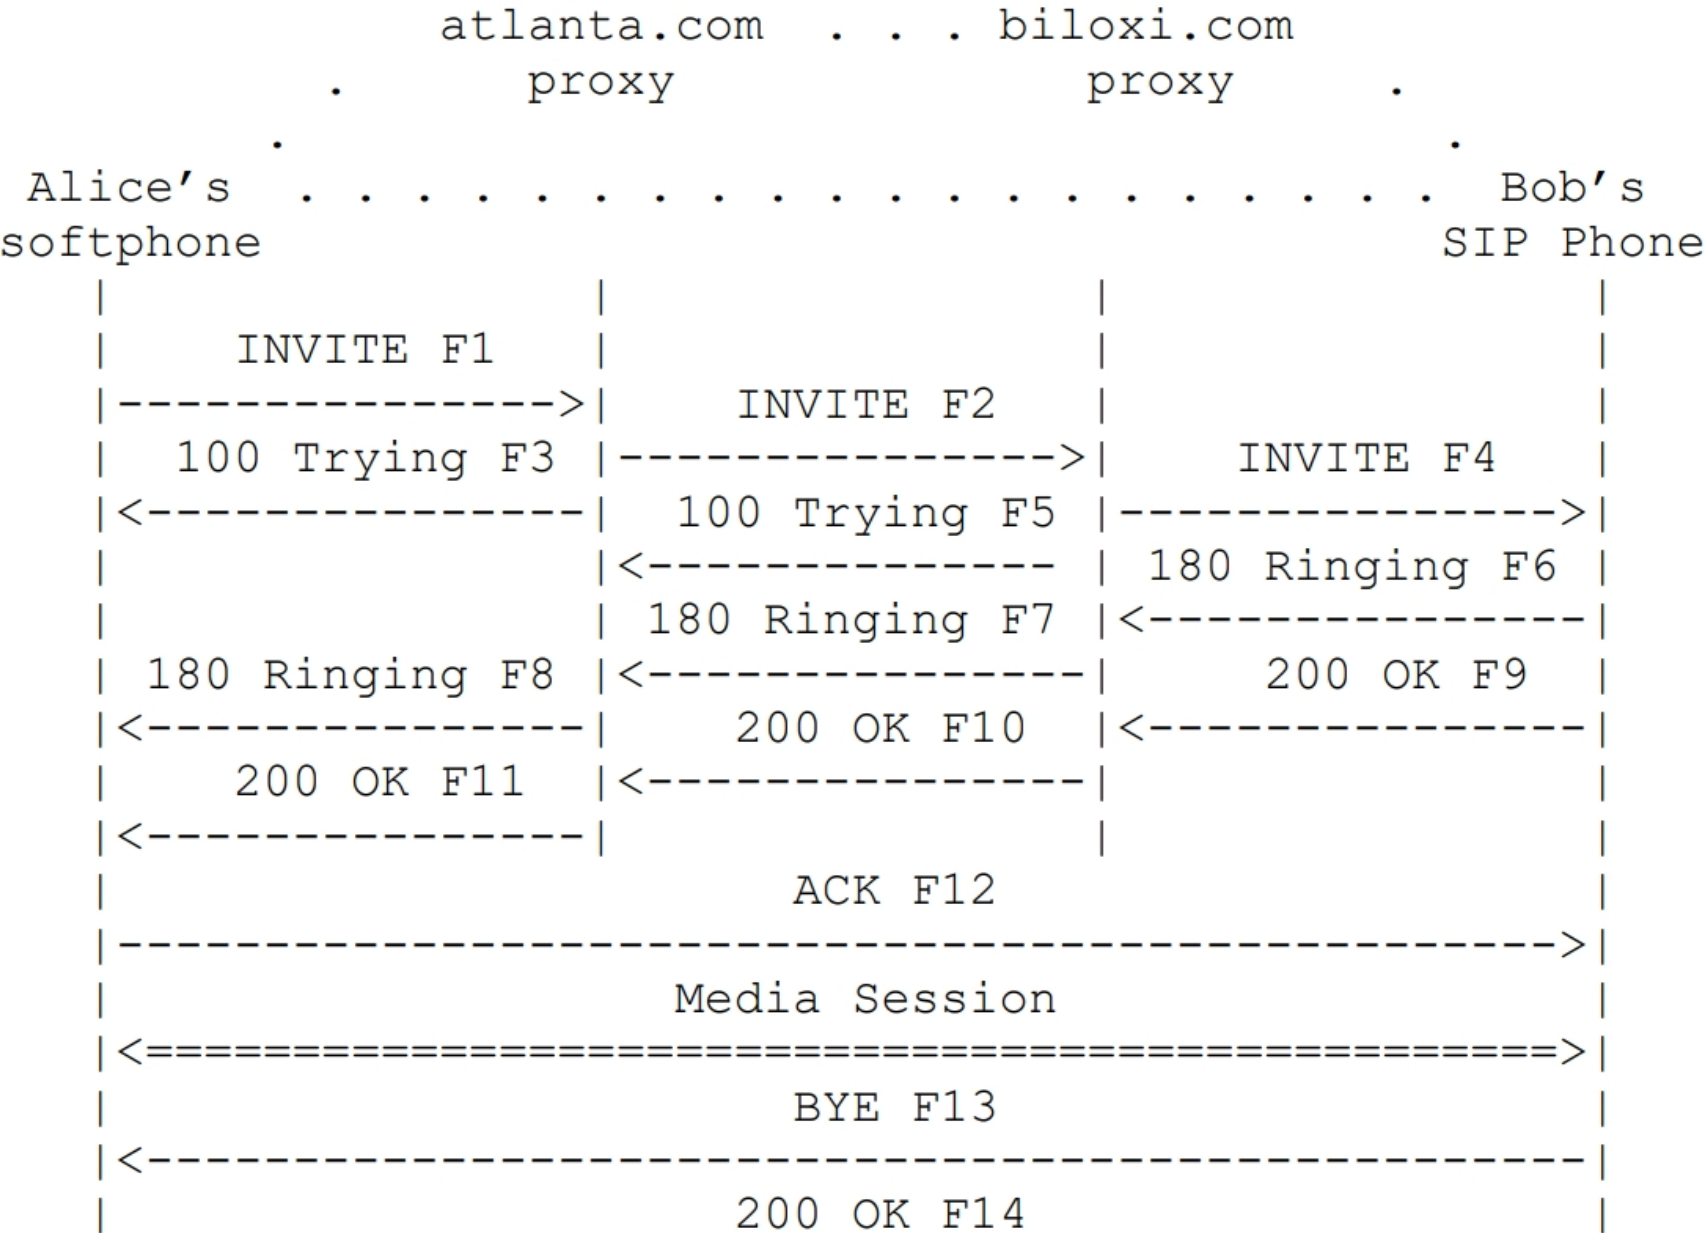 atlanta.com . . . biloxi.com
. proxy proxy .
. .
Alice’s . . . . . . . . . . . . . . . . . . . . Bob’s
softphone SIP Phone
| | | |
| INVITE F1 | | |
|--------------->| INVITE F2 | |
| 100 Trying F3 |--------------->| INVITE F4 |
|<---------------| 100 Trying F5 |--------------->|
| |<-------------- | 180 Ringing F6 |
| | 180 Ringing F7 |<---------------|
| 180 Ringing F8 |<---------------| 200 OK F9 |
|<---------------| 200 OK F10 |<---------------|
| 200 OK F11 |<---------------| |
|<---------------| | |
| ACK F12 |
|------------------------------------------------->|
| Media Session |
|<================================================>|
| BYE F13 |
|<-------------------------------------------------|
| 200 OK F14 |